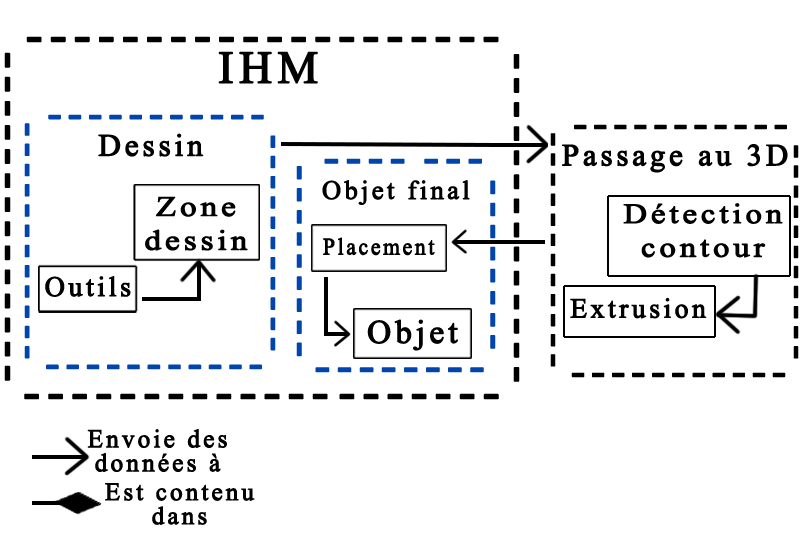 IHM
Dessin
Zone
dessin
Outils
Objet final
Placement
Objet
Passage au 3D
Détection
contour
Extrusion
Envoie des
données à
Est contenu
dans